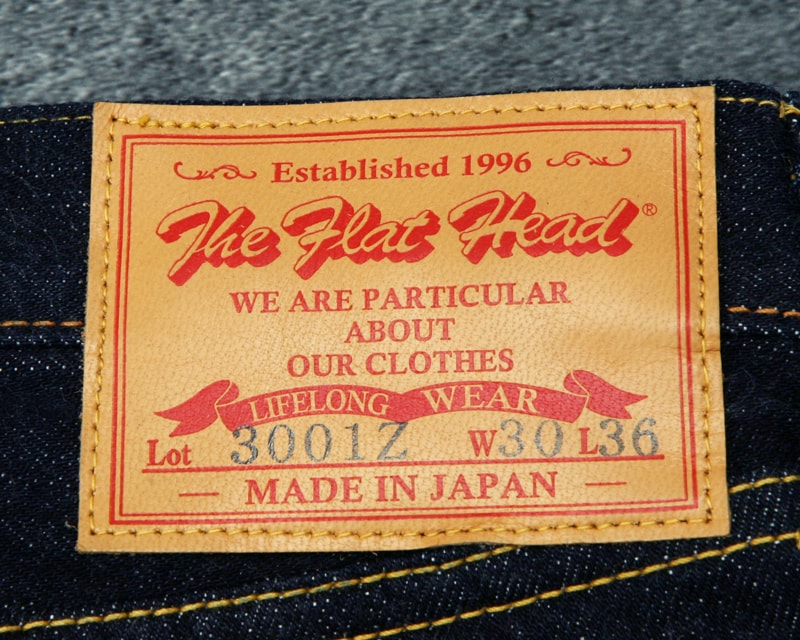 Established 1996
The Flat Head®
WE ARE PARTICULAR
ABOUT
OUR CLOTHES
LIFELONG WEAR
Lot 3001Z W30 L36
— MADE IN JAPAN —